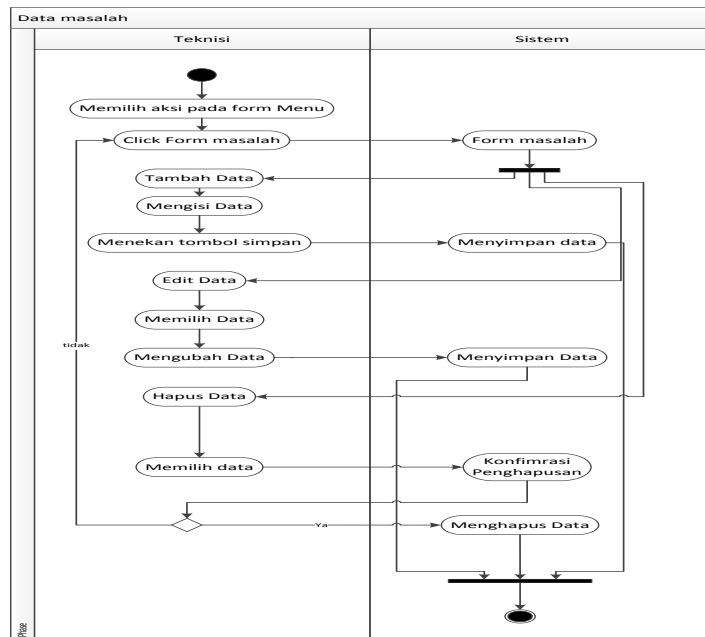 Data masalah
Teknisi
Sistem
Memilih aksi pada form Menu
Click Form masalah
Form masalah
Tambah Data
Mengisi Data
Menekan tombol simpan
Menyimpan data
Edit Data
Memilih Data
tidak
Mengubah Data
Menyimpan Data
Hapus Data
Memilih data
Konfimrasi
Penghapusan
Ya
Menghapus Data
Phase